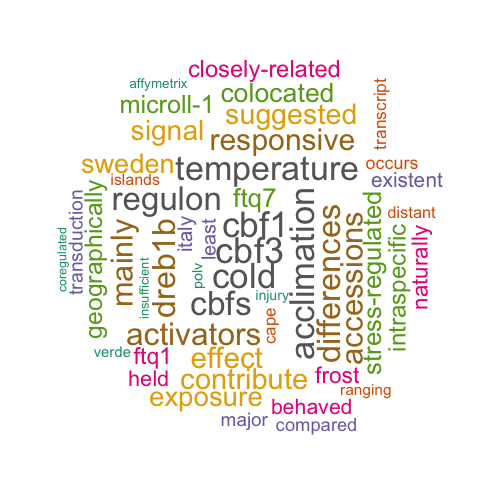 closely-related
affymetrix
colocated
transcript
microll-1
suggested
signal
responsive
sweden
temperature
occurs
islands
existent
regulon
ftq7
geographically
transduction
coregulated
mainly
insufficient
dreb1b
italy
least
cbf1
cbf3
cold
polv
cbfs
injury
cape
acclimation
differences
accessions
stress-regulated
intraspecific
distant
naturally
activators
verde
ftq1
effect
held
contribute
frost
exposure
ranging
behaved
major
compared